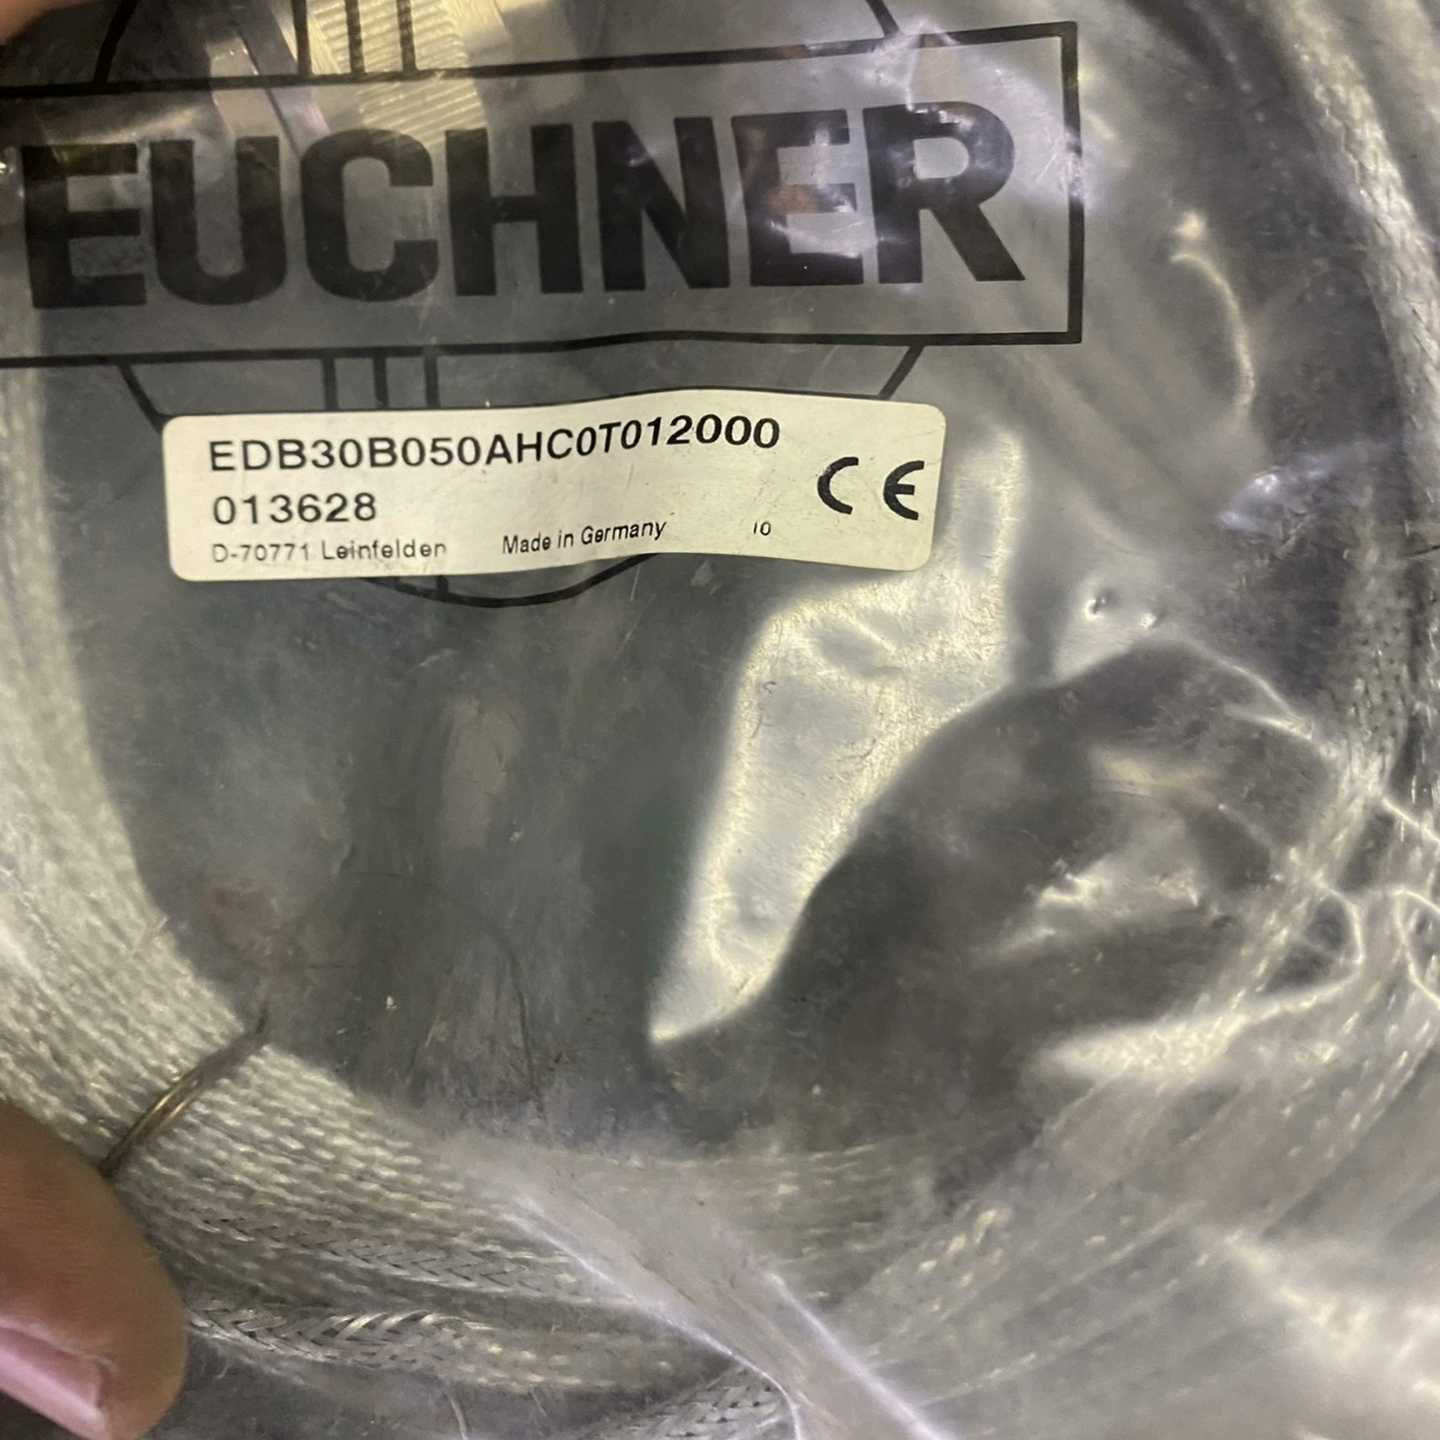 EUCHNER
EDB30B050AHC0T012000
013628
CE
D-70771 Leinfelden Made in Germany 10